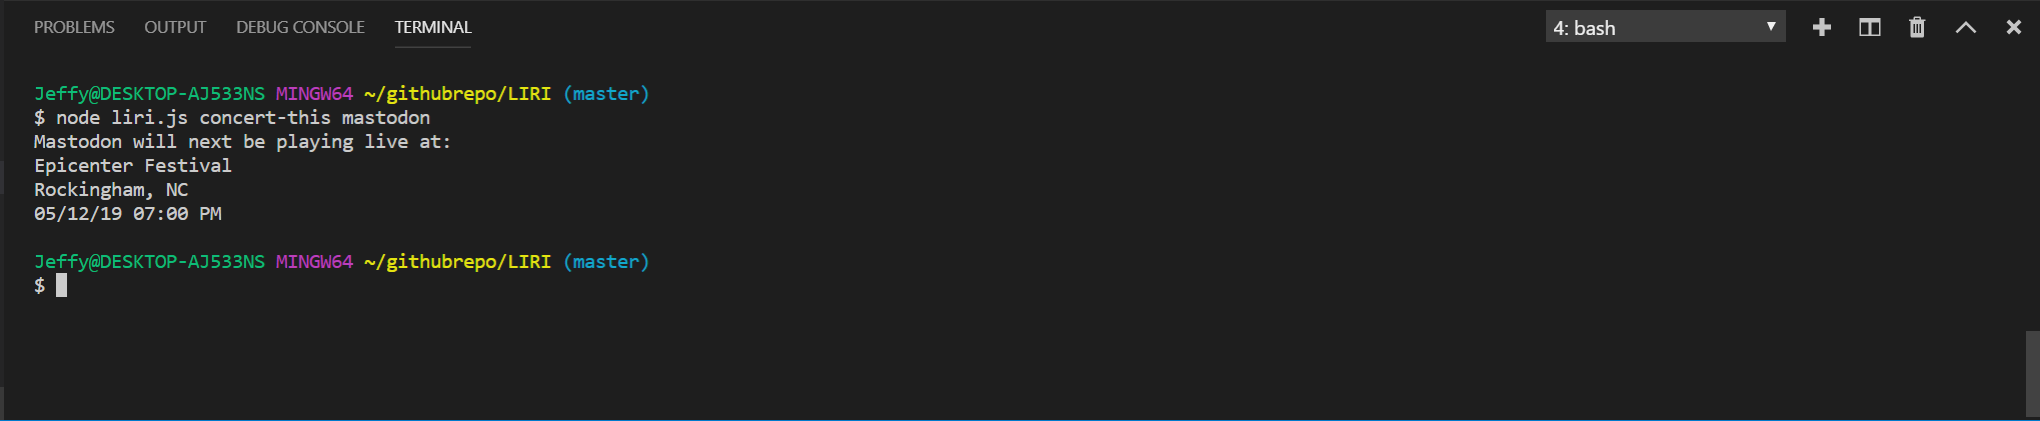 PROBLEMS OUTPUT DEBUG CONSOLE TERMINAL 4: bash
Jeffy@DESKTOP-AJ533NS MINGW64 ~/githubrepo/LIRI (master)
$ node liri.js concert-this mastodon
Mastodon will next be playing live at:
Epicenter Festival
Rockingham, NC
05/12/19 07:00 PM
Jeffy@DESKTOP-AJ533NS MINGW64 ~/githubrepo/LIRI (master)
$